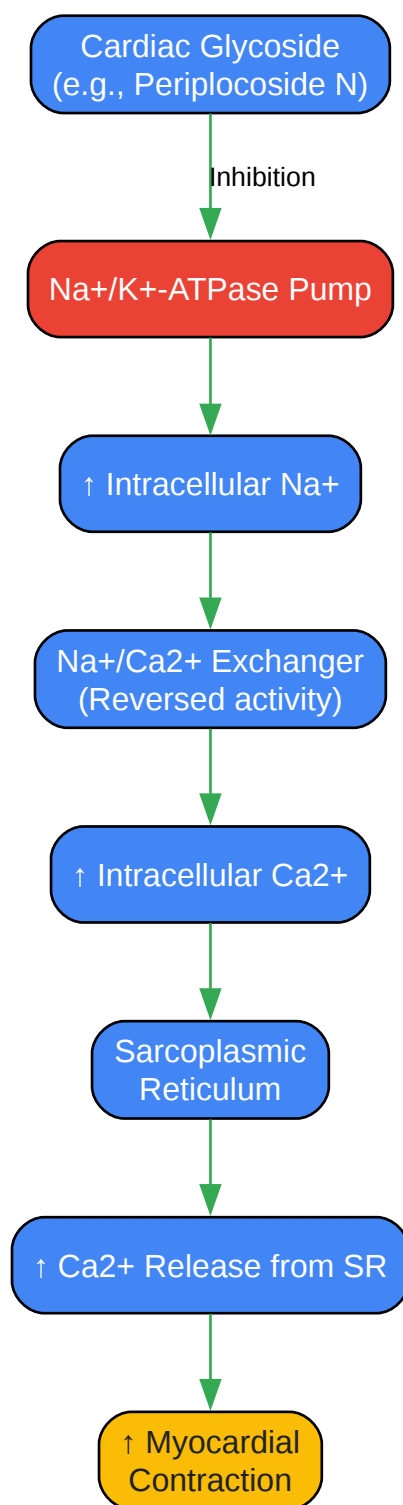 Cardiac Glycoside
(e.g., Periplocoside N)
Inhibition
Na+/K+-ATPase Pump
↑ Intracellular Na+
Na+/Ca2+ Exchanger
(Reversed activity)
↑ Intracellular Ca2+
Sarcoplasmic
Reticulum
↑ Ca2+ Release from SR
↑ Myocardial
Contraction